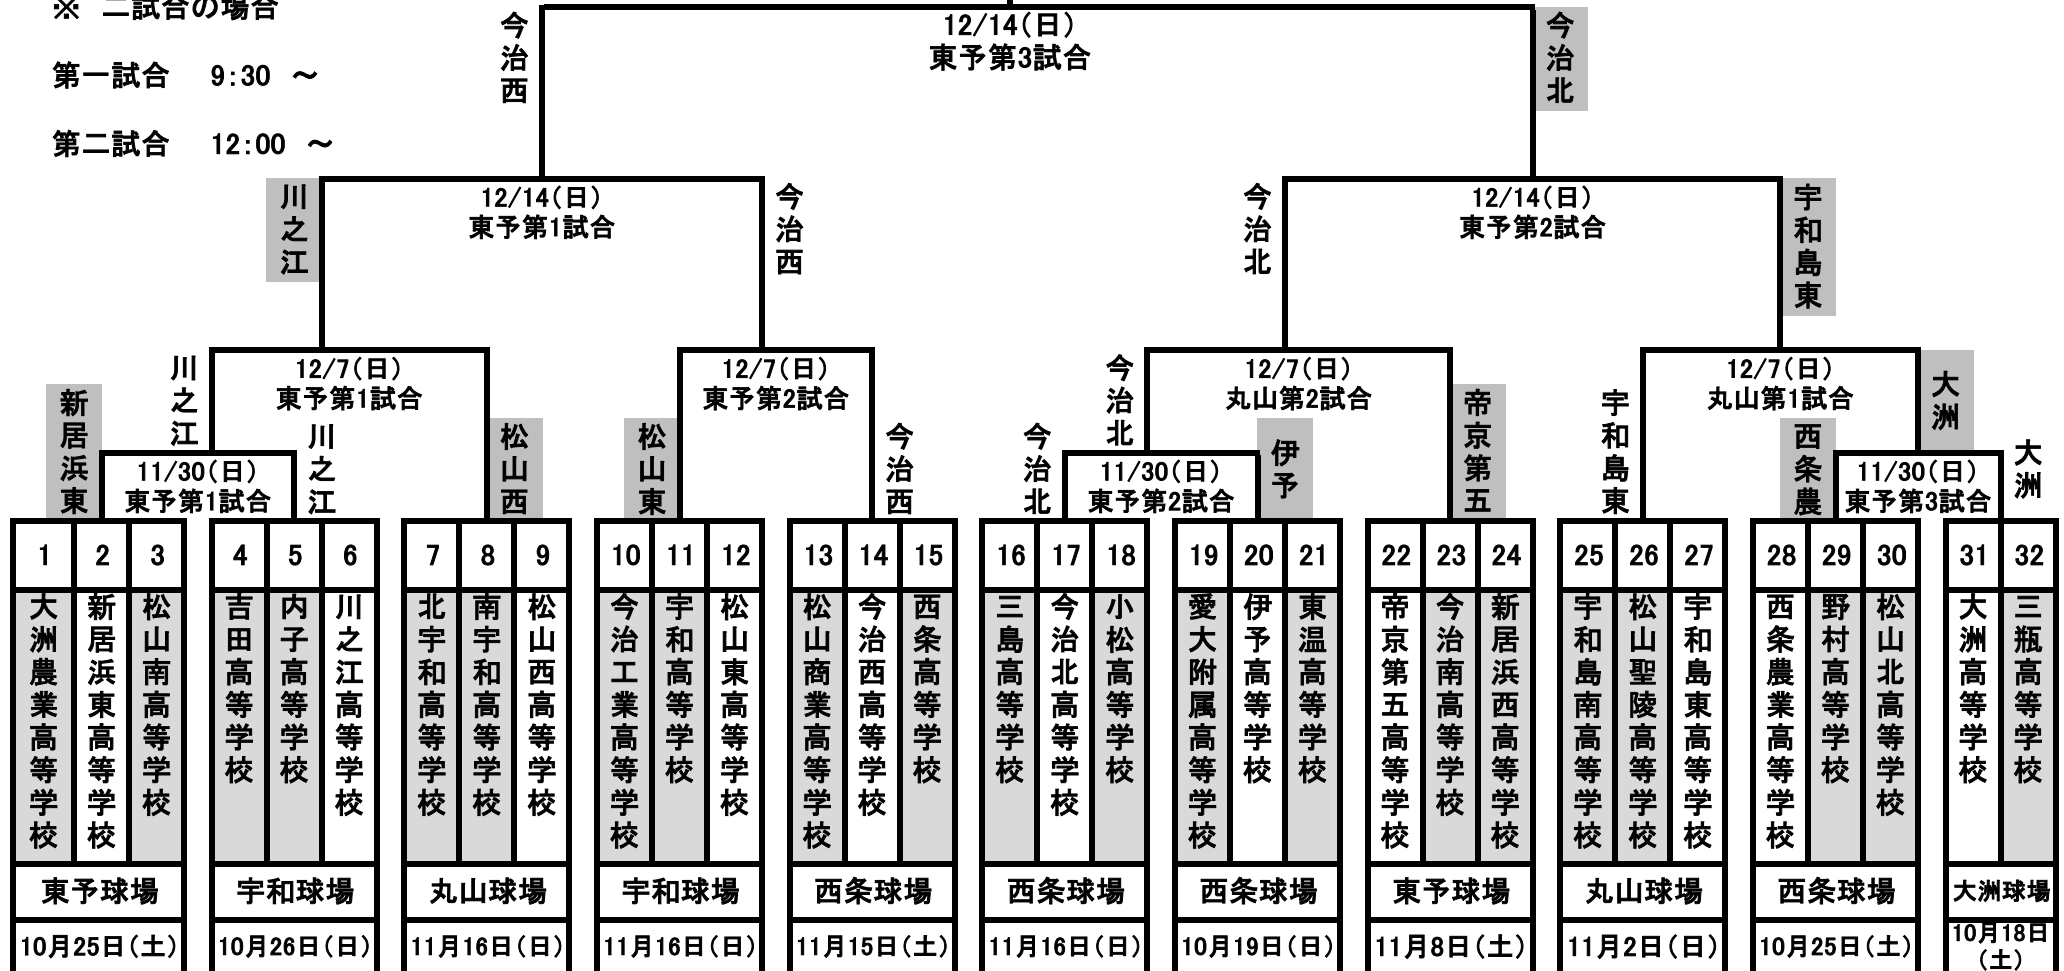 ※ 二試合の場合
第一試合 9:30 ～
第二試合 12:00 ～
12/14(日)
東予第3試合
今治西
今治北
12/14(日)
東予第1試合
川之江
今治西
12/14(日)
東予第2試合
今治北
宇和島東
12/7(日)
東予第1試合
川之江
松山西
12/7(日)
東予第2試合
松山東
今治西
12/7(日)
丸山第2試合
今治北
帝京第五
12/7(日)
丸山第1試合
宇和島東
大洲
11/30(日)
東予第1試合
新居浜東
川之江
11/30(日)
東予第2試合
今治北
伊予
11/30(日)
東予第3試合
西条農
大洲
1 2 3 4 5 6 7 8 9 10 11 12 13 14 15 16 17 18 19 20 21 22 23 24 25 26 27 28 29 30 31 32
大洲農業高等学校
新居浜東高等学校
松山南高等学校
吉田高等学校
内子高等学校
川之江高等学校
北宇和高等学校
南宇和高等学校
松山西高等学校
今治工業高等学校
宇和高等学校
松山東高等学校
松山商業高等学校
今治西高等学校
西条高等学校
三島高等学校
今治北高等学校
小松高等学校
愛大附属高等学校
伊予高等学校
東温高等学校
帝京第五高等学校
今治南高等学校
新居浜西高等学校
宇和島南高等学校
松山聖陵高等学校
宇和島東高等学校
西条農業高等学校
野村高等学校
松山北高等学校
大洲高等学校
三瓶高等学校
東予球場 宇和球場 丸山球場 宇和球場 西条球場 西条球場 西条球場 東予球場 丸山球場 西条球場 大洲球場
10月25日(土) 10月26日(日) 11月16日(日) 11月16日(日) 11月15日(土) 11月16日(日) 10月19日(日) 11月8日(土) 11月2日(日) 10月25日(土) 10月18日
(土)